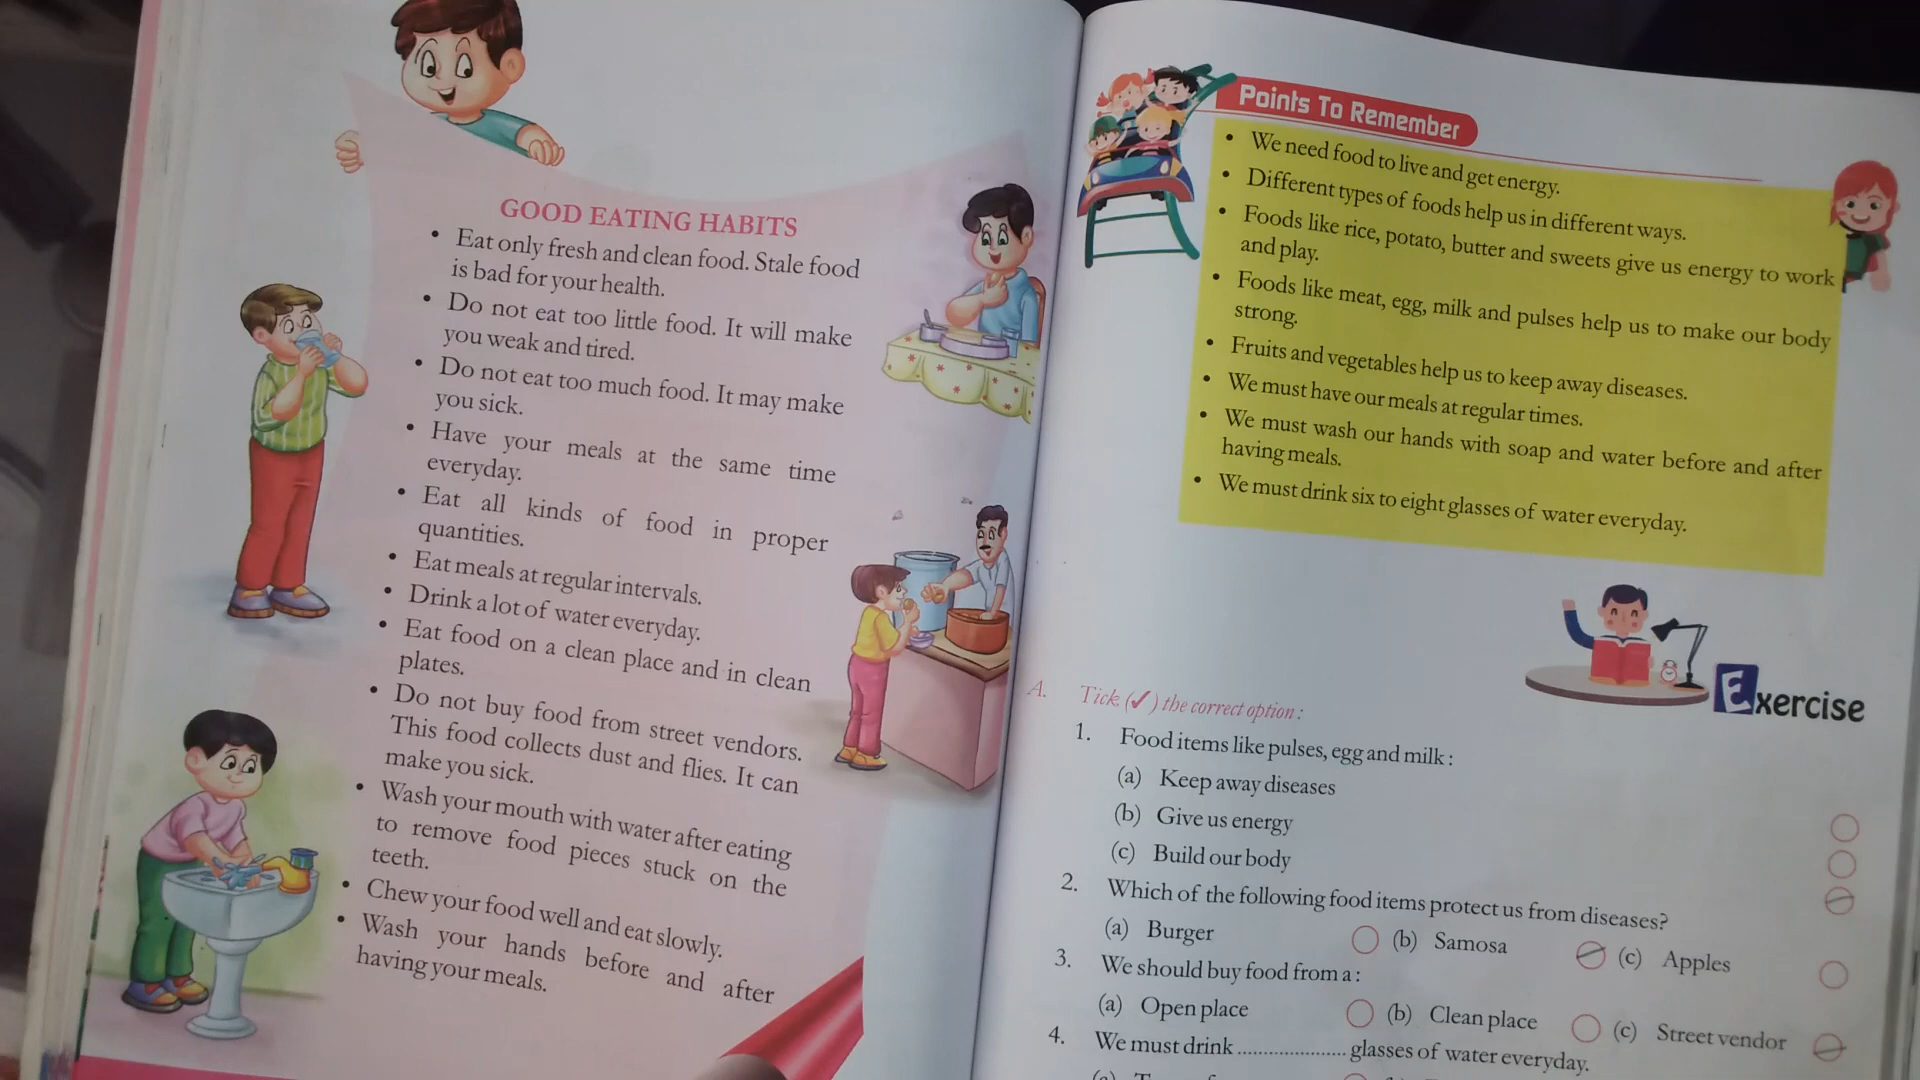 GOOD EATING HABITS
• Eat only fresh and clean food. Stale food
is bad for your health.
• Do not eat too little food. It will make
you weak and tired.
• Do not eat too much food. It may make
you sick.
• Have your meals at the same time
everyday.
• Eat all kinds of food in proper
quantities.
• Eat meals at regular intervals.
• Drink a lot of water everyday.
• Eat food on a clean place and in clean
plates.
• Do not buy food from street vendors.
This food collects dust and flies. It can
make you sick.
• Wash your mouth with water after eating
to remove food pieces stuck on the
teeth.
• Chew your food well and eat slowly.
• Wash your hands before and after
having your meals.
Points To Remember
• We need food to live and get energy.
• Different types of foods help us in different ways.
• Foods like rice, potato, butter and sweets give us energy to work
and play.
• Foods like meat, egg, milk and pulses help us to make our body
strong.
• Fruits and vegetables help us to keep away diseases.
• We must have our meals at regular times.
• We must wash our hands with soap and water before and after
having meals.
• We must drink six to eight glasses of water everyday.
Exercise
A. Tick (✓) the correct option :
1. Food items like pulses, egg and milk :
(a) Keep away diseases
(b) Give us energy
(c) Build our body
2. Which of the following food items protect us from diseases?
(a) Burger (b) Samosa (c) Apples
3. We should buy food from a :
(a) Open place (b) Clean place (c) Street vendor
4. We must drink .................... glasses of water everyday.